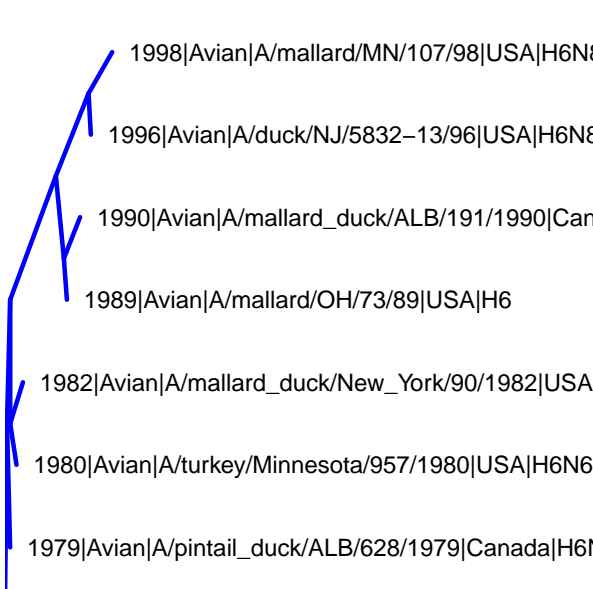 1998|Avian|A/mallard/MN/107/98|USA|H6N8
1996|Avian|A/duck/NJ/5832−13/96|USA|H6N8
1990|Avian|A/mallard_duck/ALB/191/1990|Can
1989|Avian|A/mallard/OH/73/89|USA|H6
1982|Avian|A/mallard_duck/New_York/90/1982|USA
1980|Avian|A/turkey/Minnesota/957/1980|USA|H6N6
1979|Avian|A/pintail_duck/ALB/628/1979|Canada|H6N